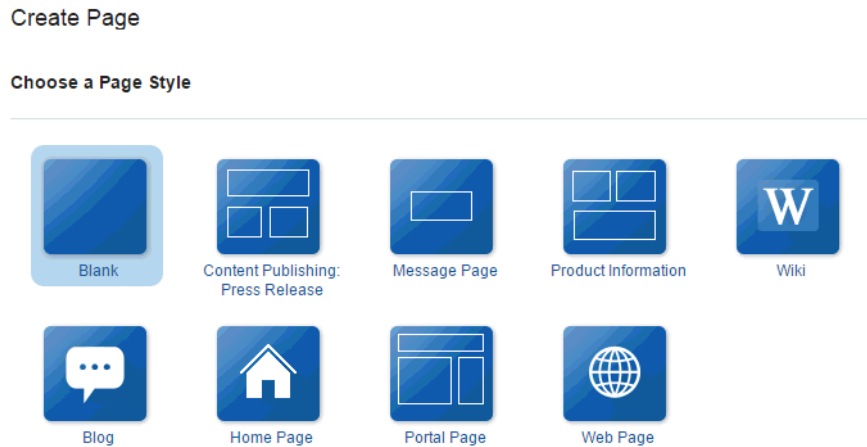 Create Page
Choose a Page Style
Blank
Content Publishing:
Press Release
Message Page
Product Information
W
Wiki
Blog
Home Page
Portal Page
Web Page